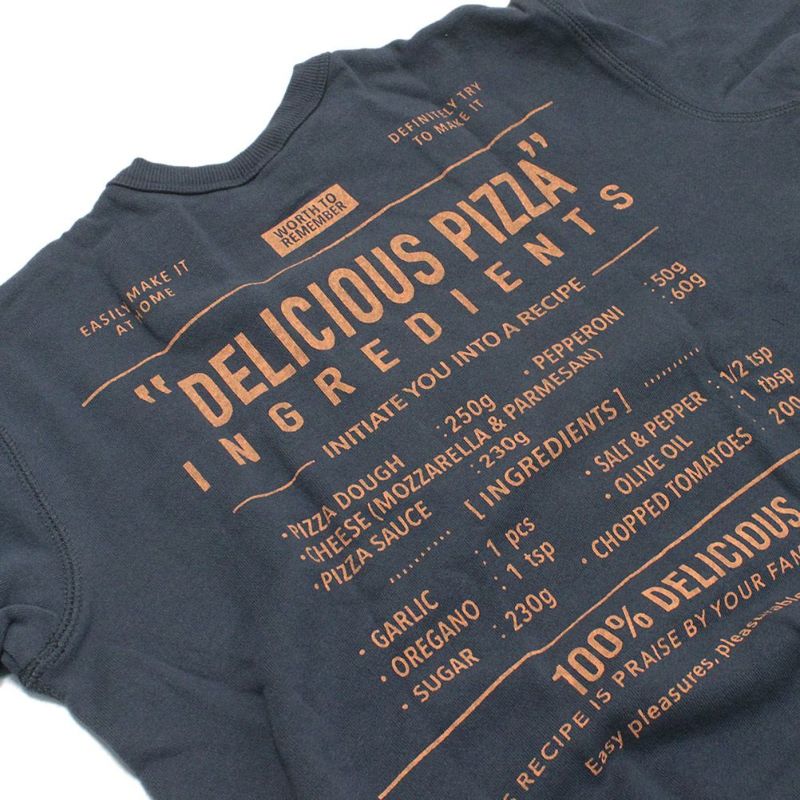 EASILY MAKE IT
AT HOME
WORTH TO
REMEMBER
DEFINITELY TRY
TO MAKE IT
"DELICIOUS PIZZA"
INGREDIENTS
INITIATE YOU INTO A RECIPE
• PIZZA DOUGH : 250g • PEPPERONI : 50g
• CHEESE (MOZZARELLA & PARMESAN) : 60g
• PIZZA SAUCE : 230g
.......... [ INGREDIENTS ] ..........
• GARLIC : 1 pcs • SALT & PEPPER : 1/2 tsp
• OREGANO : 1 tsp • OLIVE OIL : 1 tbsp
• SUGAR : 230g • CHOPPED TOMATOES : 200
100% DELICIOUS
RECIPE IS PRAISE BY YOUR FAM
Easy pleasures, pleasurable